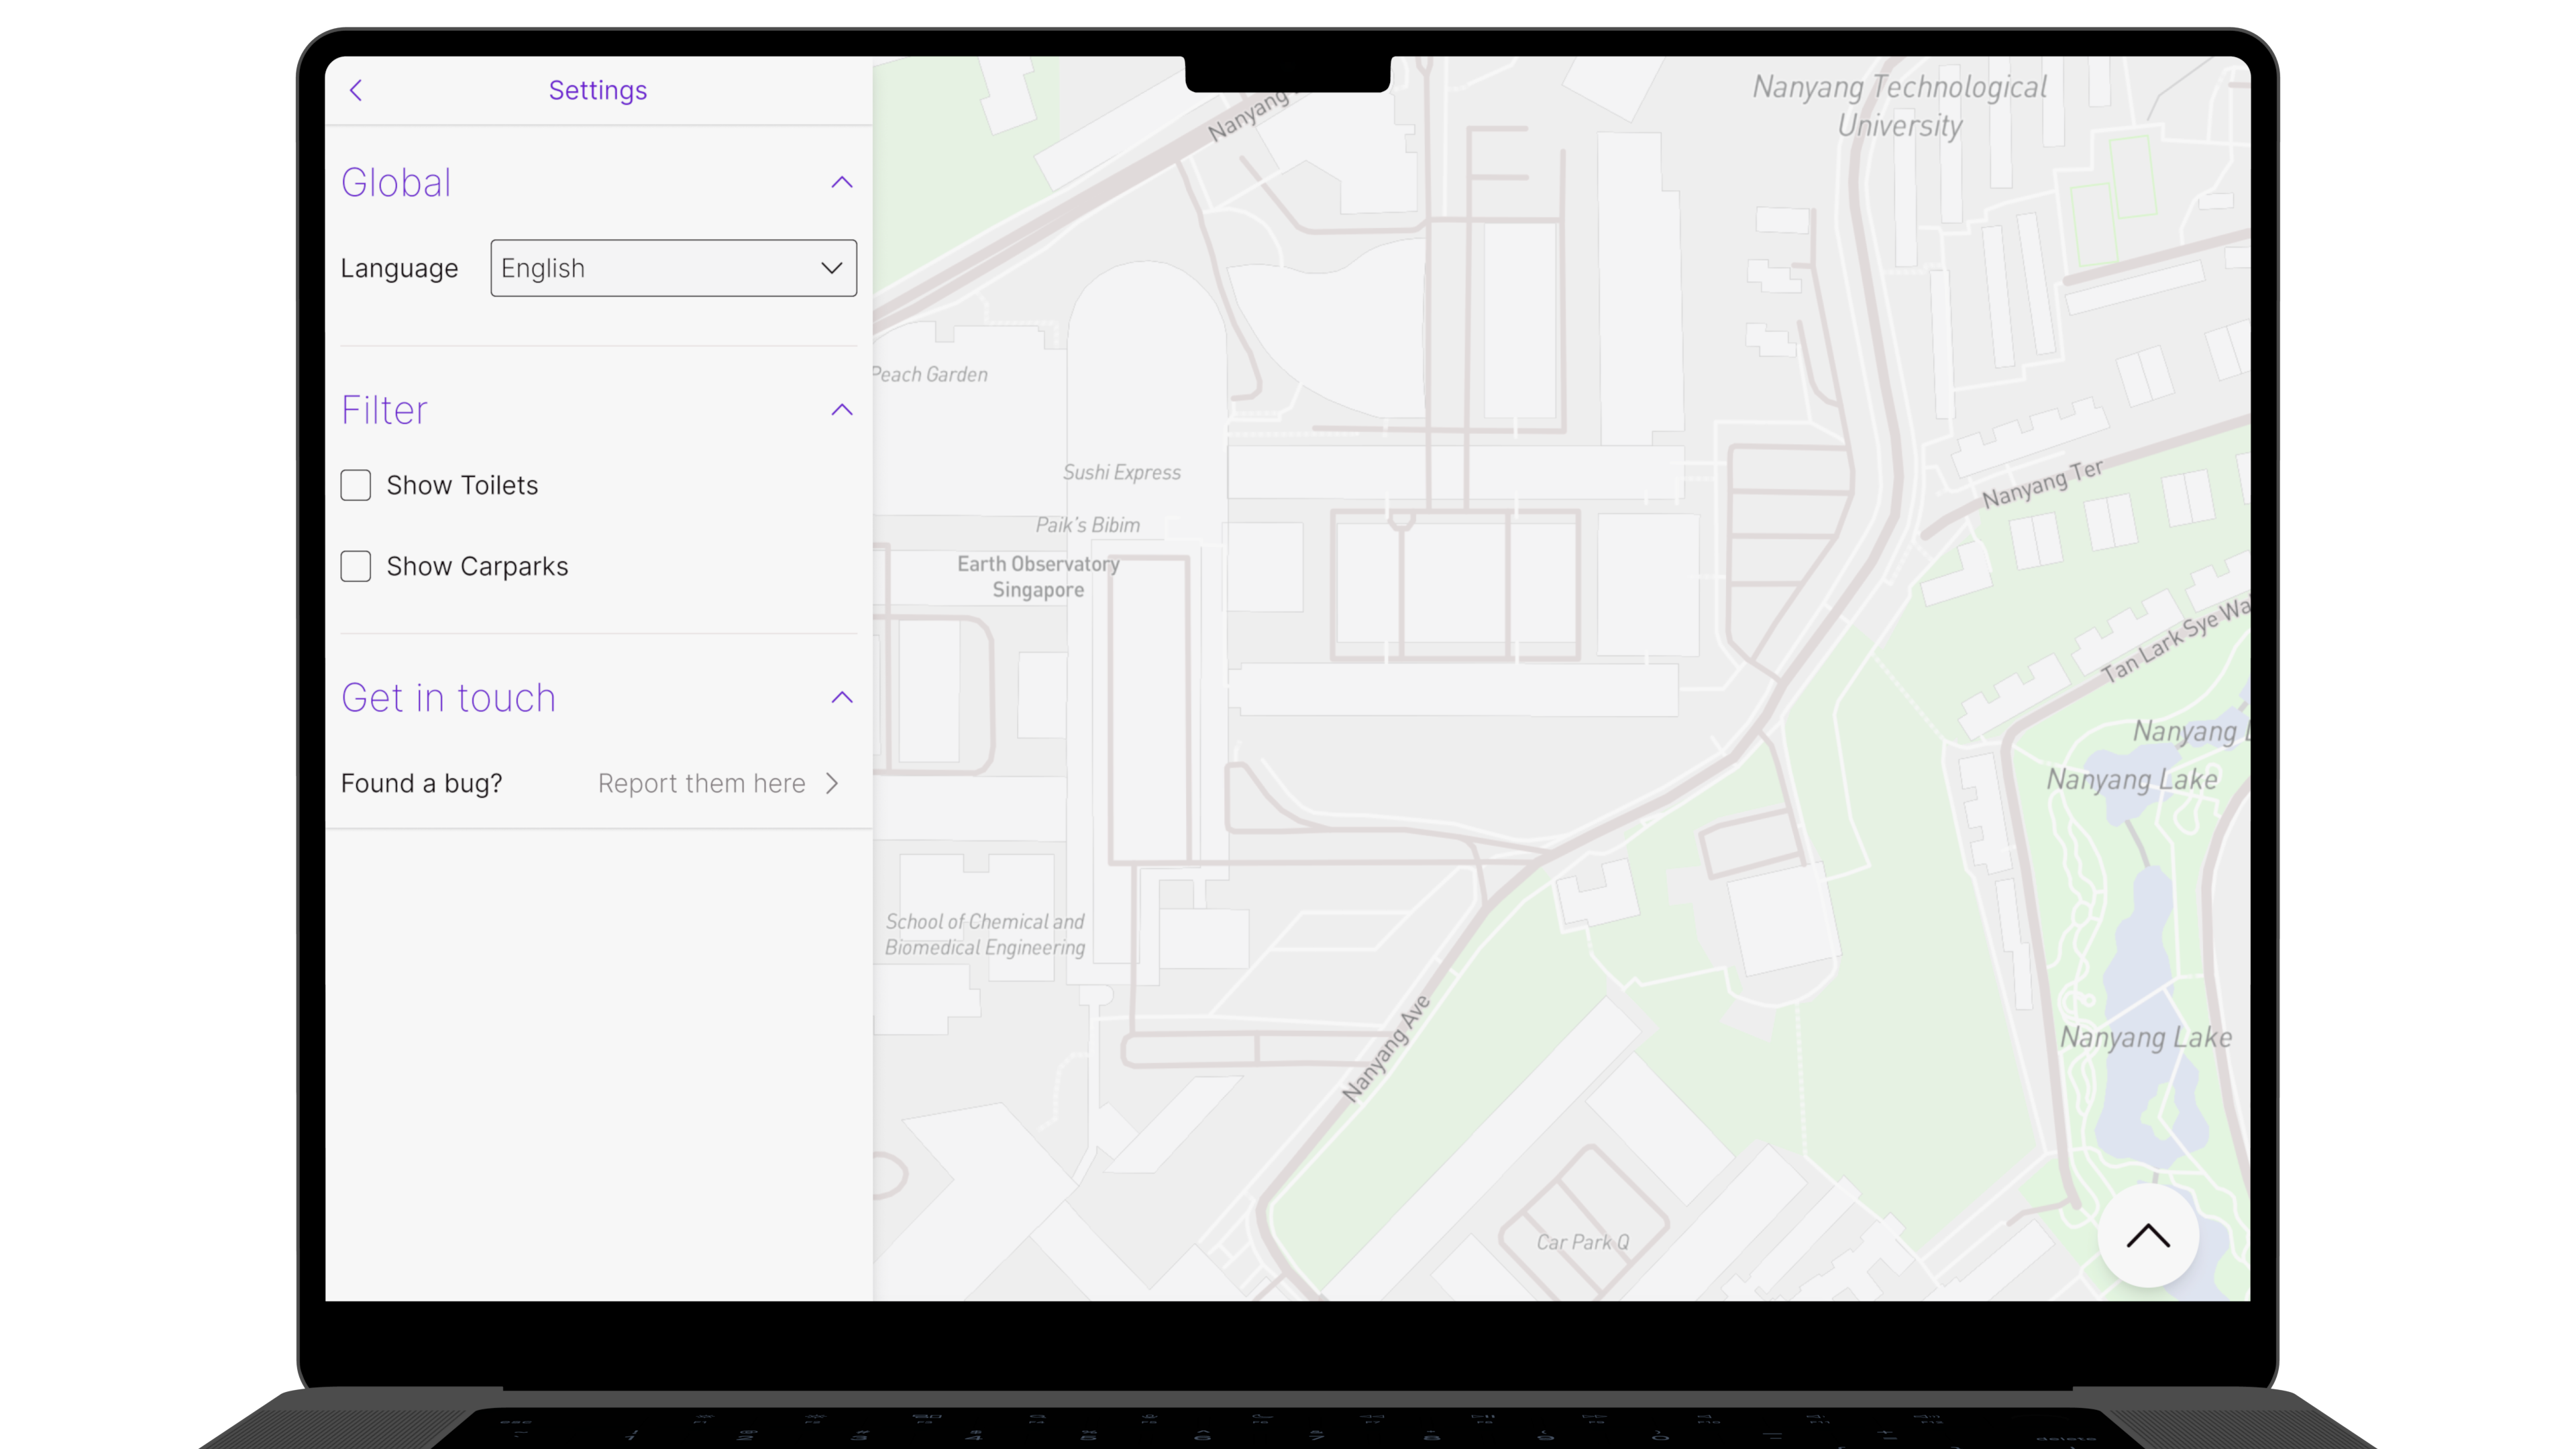 Settings
Global
Language
English
Filter
Show Toilets
Show Carparks
Get in touch
Found a bug?
Report them here
Nanyang
Nanyang Technological
University
Peach Garden
Sushi Express
Paik's Bibim
Earth Observatory
Singapore
Nanyang Ter
Tan Lark Sye Wa
Nanyang L
Nanyang Lake
School of Chemical and
Biomedical Engineering
Nanyang Ave
Nanyang Lake
Car Park Q
delete